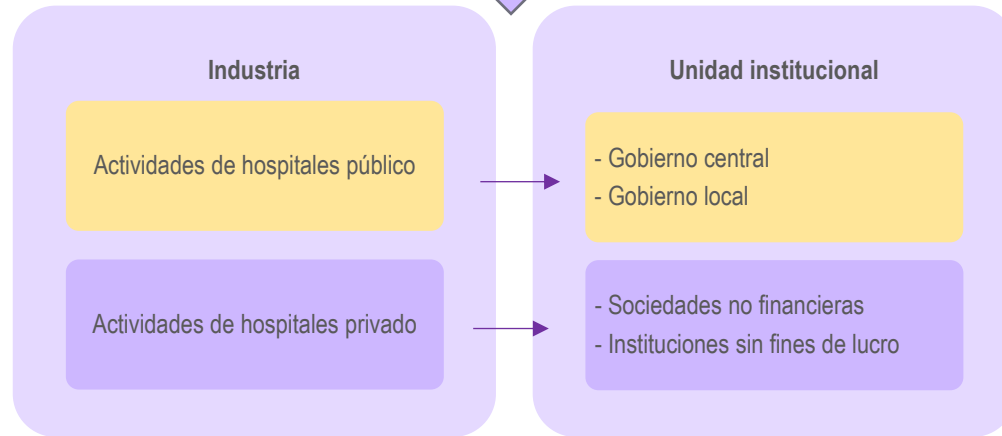 Industria
Actividades de hospitales público
Actividades de hospitales privado
Unidad institucional
- Gobierno central
- Gobierno local
- Sociedades no financieras
- Instituciones sin fines de lucro